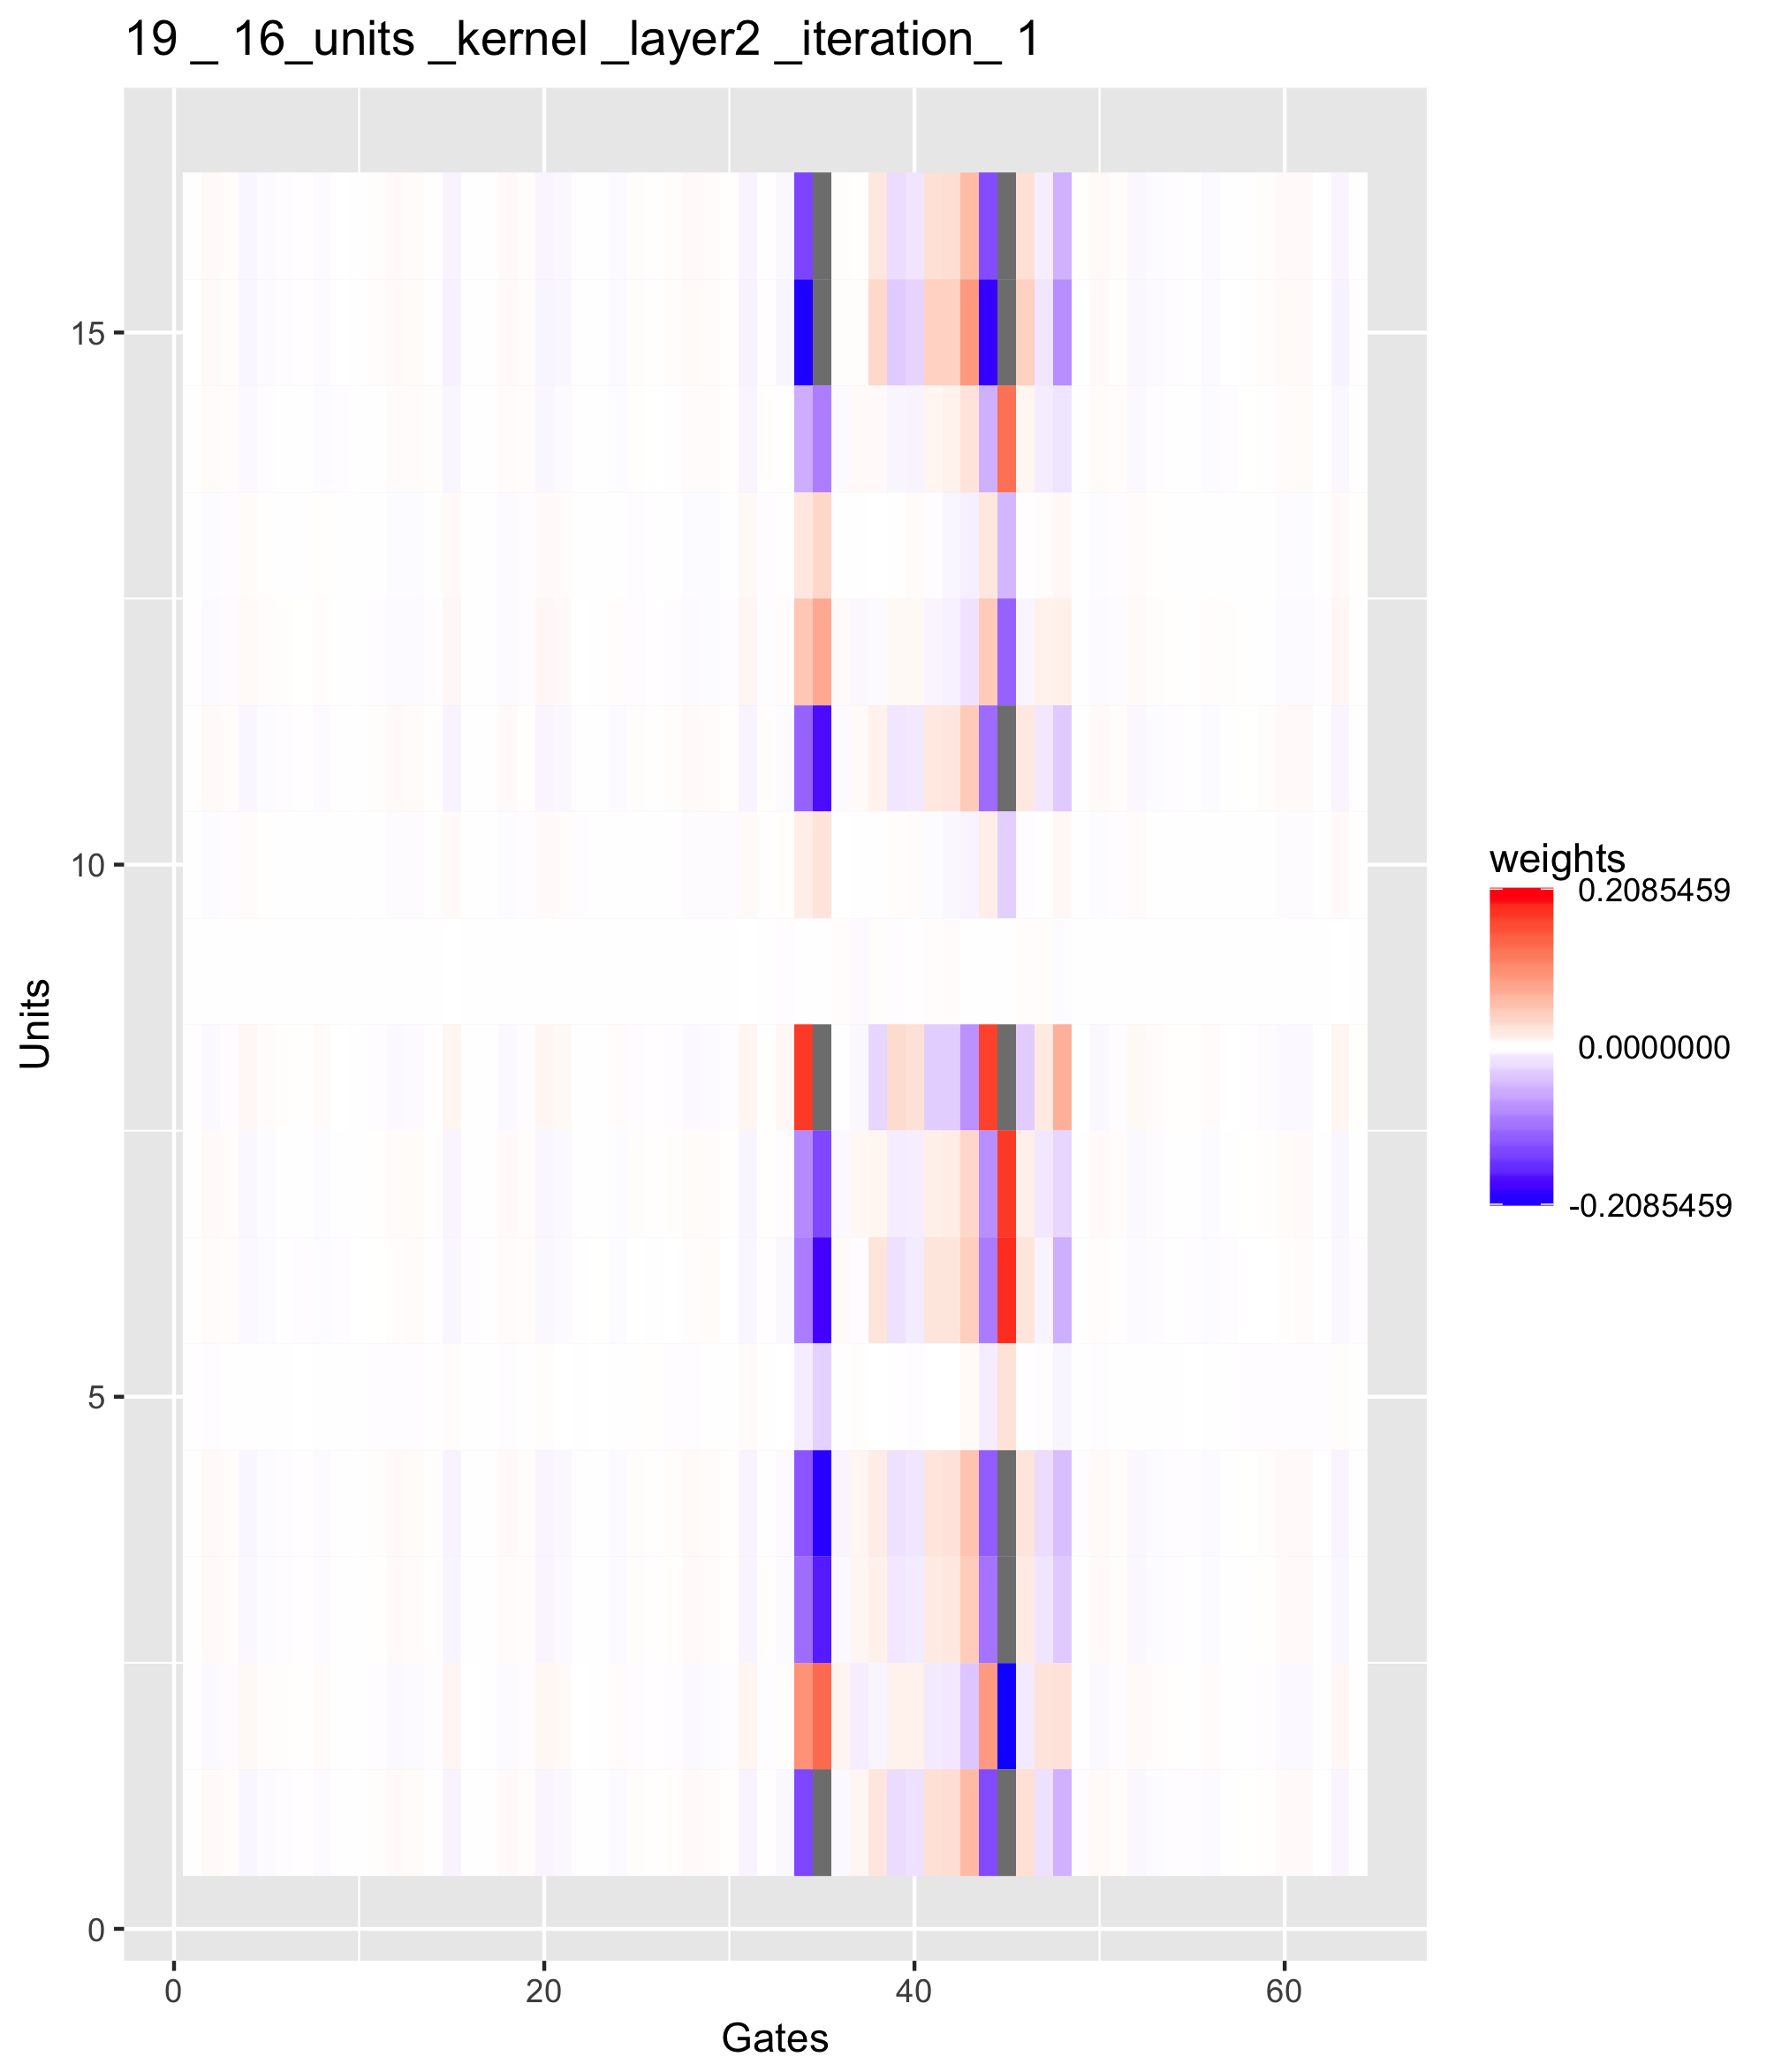 19 _ 16_units _kernel _layer2 _iteration_ 1
15
10
5
0
Units
0 20 40 60
Gates
weights
0.2085459
0.0000000
-0.2085459